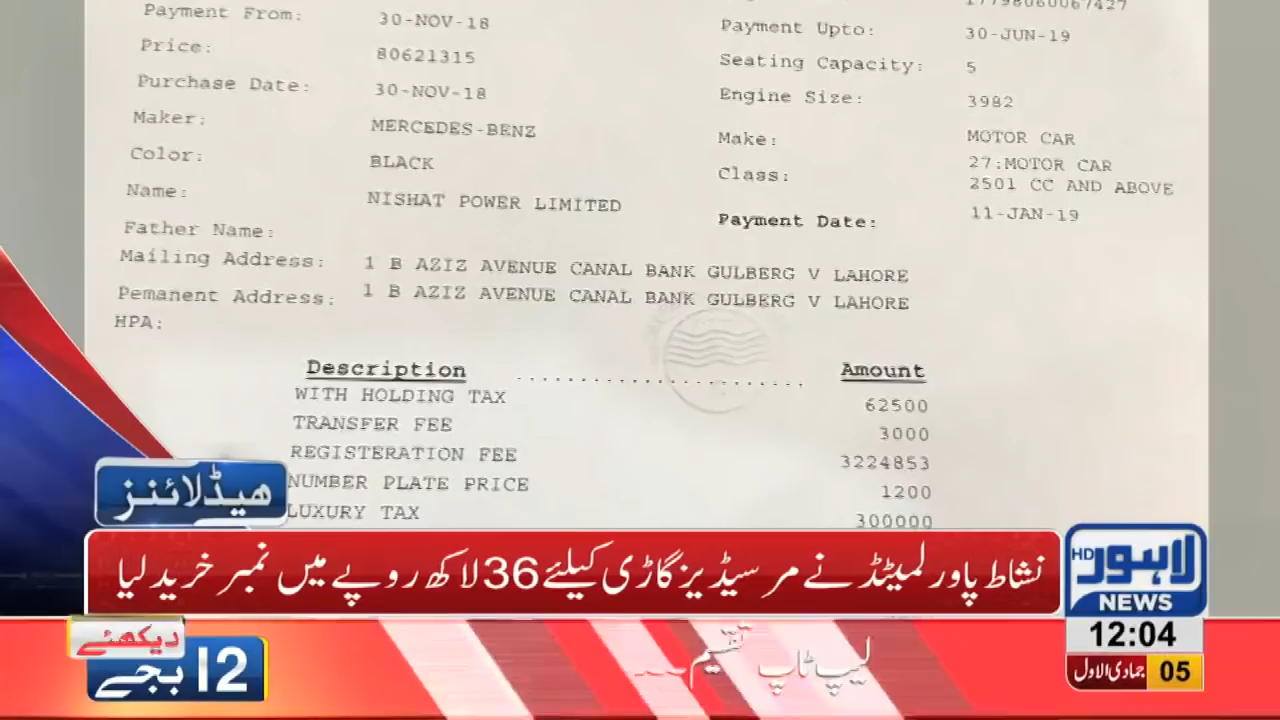 Payment From: 30-NOV-18
Payment Upto: 30-JUN-19
Price: 80621315
Seating Capacity: 5
Purchase Date: 30-NOV-18
Engine Size: 3982
Maker: MERCEDES-BENZ
Make: MOTOR CAR
Color: BLACK
Class: 27:MOTOR CAR
2501 CC AND ABOVE
Name: NISHAT POWER LIMITED
Payment Date: 11-JAN-19
Father Name:
Mailing Address: 1 B AZIZ AVENUE CANAL BANK GULBERG V LAHORE
Pemanent Address: 1 B AZIZ AVENUE CANAL BANK GULBERG V LAHORE
HPA:
Description .................... Amount
WITH HOLDING TAX 62500
TRANSFER FEE 3000
REGISTERATION FEE 3224853
NUMBER PLATE PRICE 1200
LUXURY TAX 300000
ھیڈلائنز
نشاط پاور لمیٹڈ نے مرسیڈیز گاڑی کیلئے 36 لاکھ روپے میں نمبر خرید لیا
لاہور HD
NEWS
12:04
05 جمادی الاول
دیکھئے
12 بجے
لیپ ٹاپ تقسیم۔۔۔